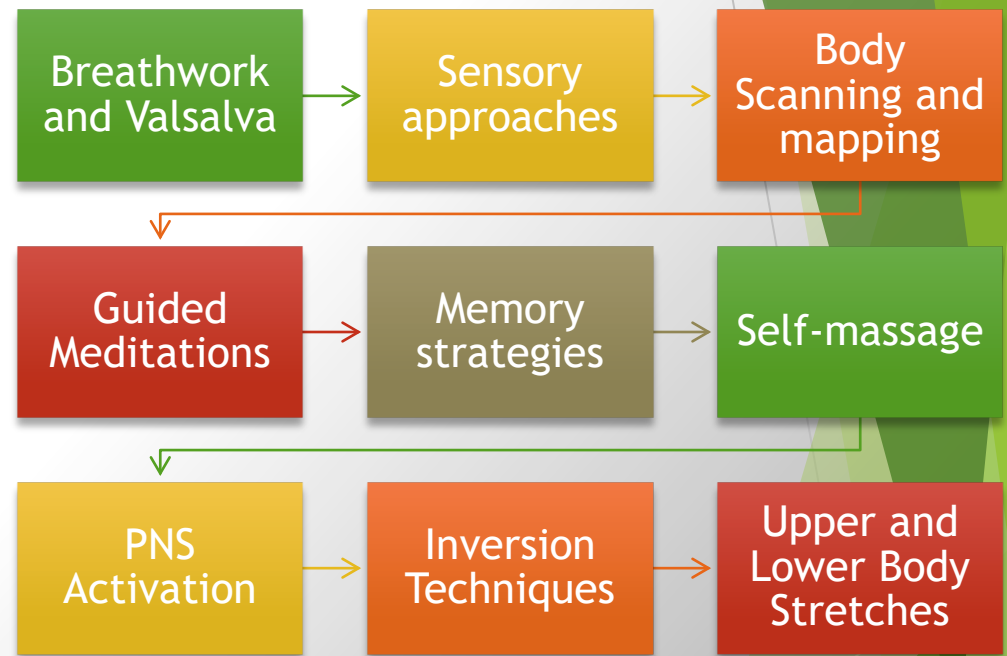 Breathwork
and Valsalva
Sensory
approaches
Body
Scanning and
mapping
Guided
Meditations
Memory
strategies
Self-massage
PNS
Activation
Inversion
Techniques
Upper and
Lower Body
Stretches